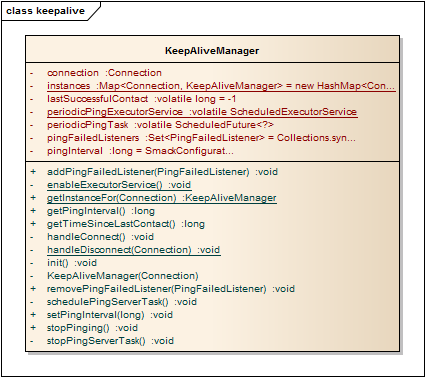 class keepalive
KeepAliveManager
- connection :Connection
- instances :Map<Connection, KeepAliveManager> = new HashMap<Con...
- lastSuccessfulContact :volatile long = -1
- periodicPingExecutorService :volatile ScheduledExecutorService
- periodicPingTask :volatile ScheduledFuture<?>
- pingFailedListeners :Set<PingFailedListener> = Collections.syn...
- pingInterval :long = SmackConfigurat...
+ addPingFailedListener(PingFailedListener) :void
- enableExecutorService() :void
+ getInstanceFor(Connection) :KeepAliveManager
+ getPingInterval() :long
+ getTimeSinceLastContact() :long
- handleConnect() :void
- handleDisconnect(Connection) :void
- init() :void
- KeepAliveManager(Connection)
+ removePingFailedListener(PingFailedListener) :void
- schedulePingServerTask() :void
+ setPingInterval(long) :void
+ stopPinging() :void
- stopPingServerTask() :void